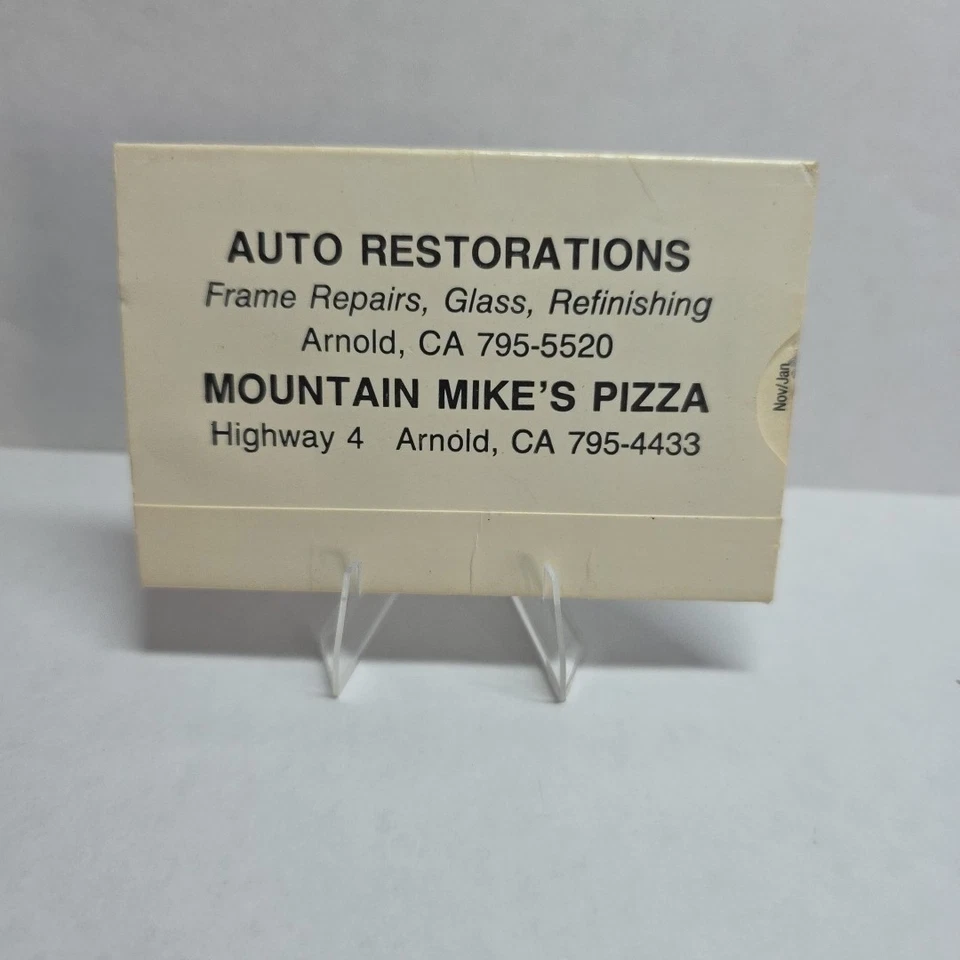 AUTO RESTORATIONS
Frame Repairs, Glass, Refinishing
Arnold, CA 795-5520
MOUNTAIN MIKE'S PIZZA
Highway 4 Arnold, CA 795-4433
Nov/Jan